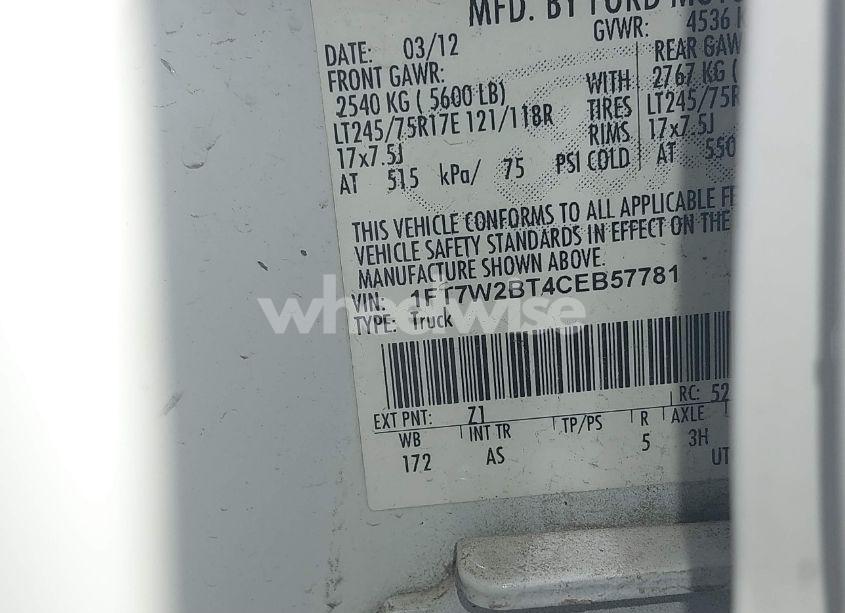 MFD. BY FORD MOTO
GVWR: 4536 K
DATE: 03/12
FRONT GAWR:
2540 KG ( 5600 LB)
LT245/75R17E 121/118R
17x7.5J
AT 515 kPa/ 75 PSI COLD
WITH
TIRES
RIMS
REAR GAW
2767 KG (
LT245/75R
17x7.5J
AT 550
THIS VEHICLE CONFORMS TO ALL APPLICABLE FE
VEHICLE SAFETY STANDARDS IN EFFECT ON THE
MANUFACTURE SHOWN ABOVE.
VIN: 1FT7W2BT4CEB57781
TYPE: Truck
wheelwise
RC: 52
EXT PNT: Z1
WB INT TR TP/PS R AXLE
172 AS 5 3H
UT